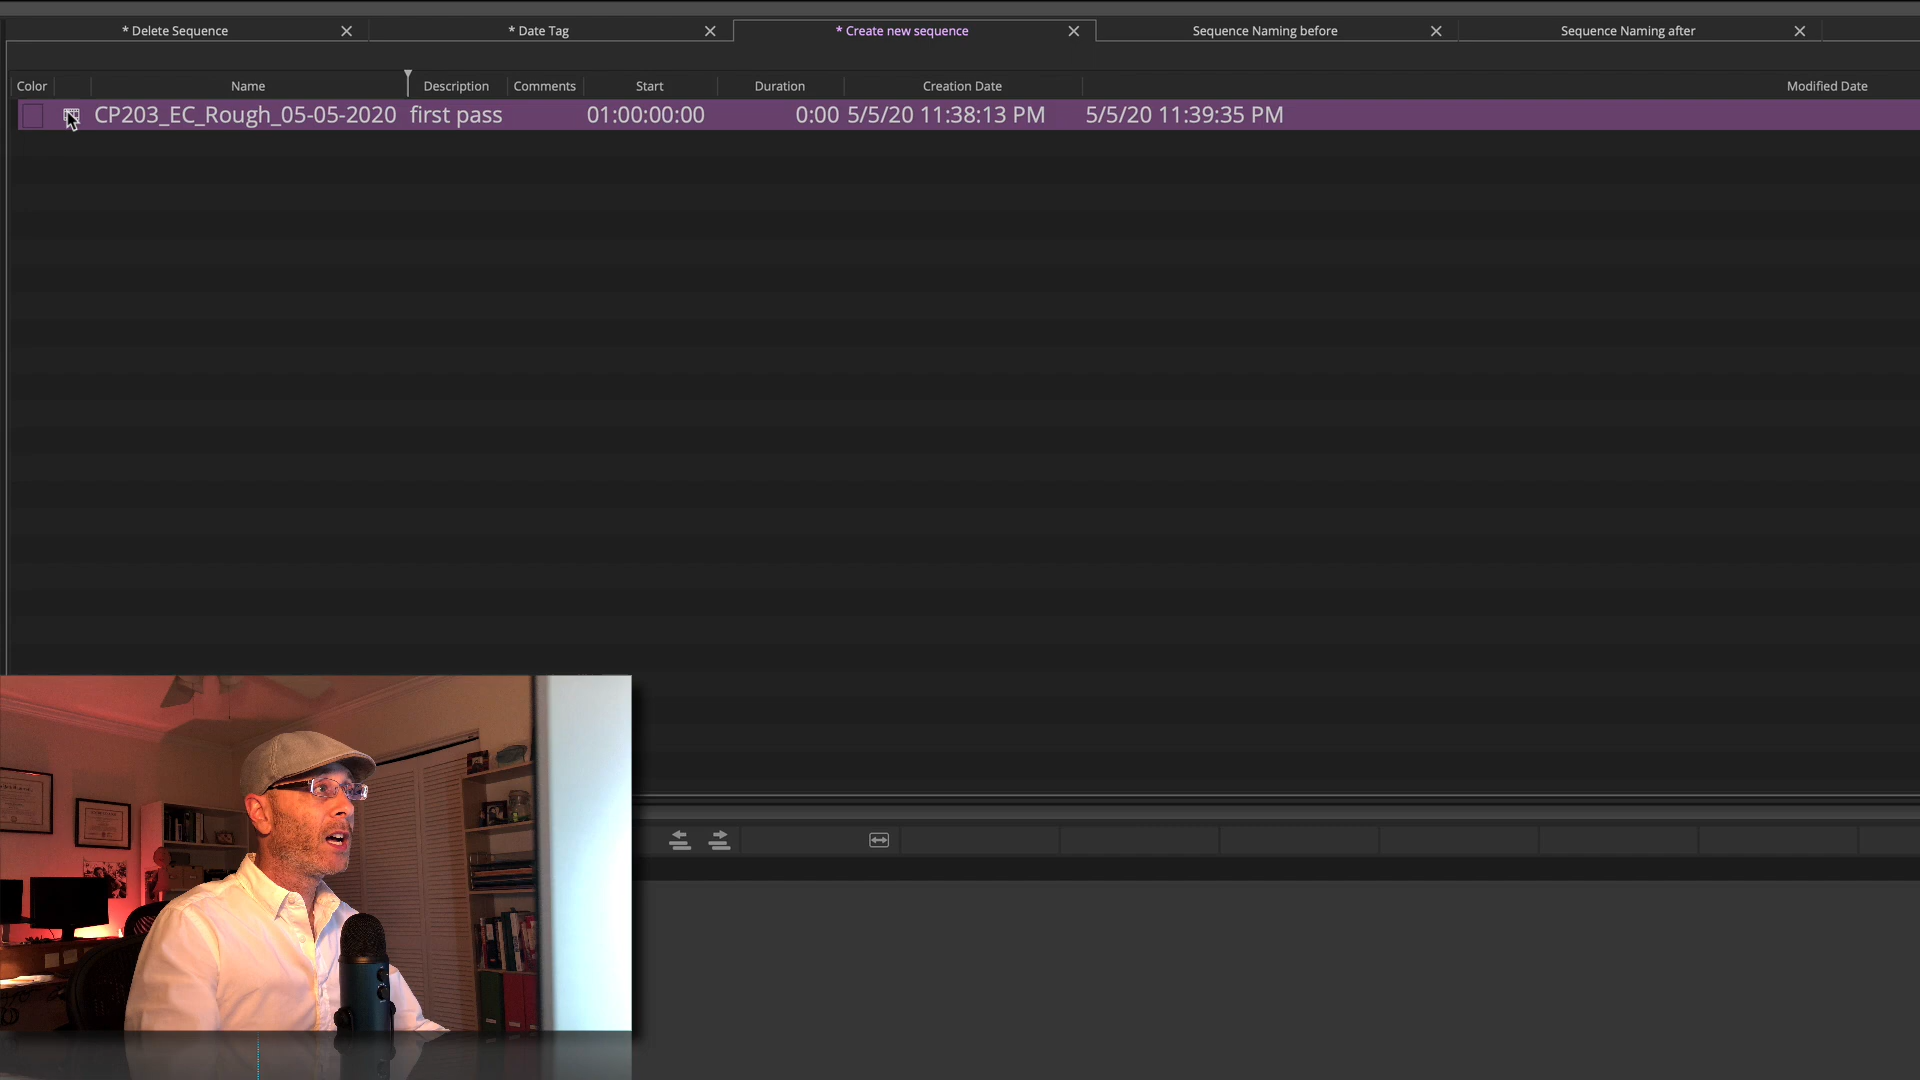 * Delete Sequence
* Date Tag
* Create new sequence
Sequence Naming before
Sequence Naming after
Color
Name
Description
Comments
Start
Duration
Creation Date
Modified Date
CP203_EC_Rough_05-05-2020
first pass
01:00:00:00
0:00
5/5/20 11:38:13 PM
5/5/20 11:39:35 PM